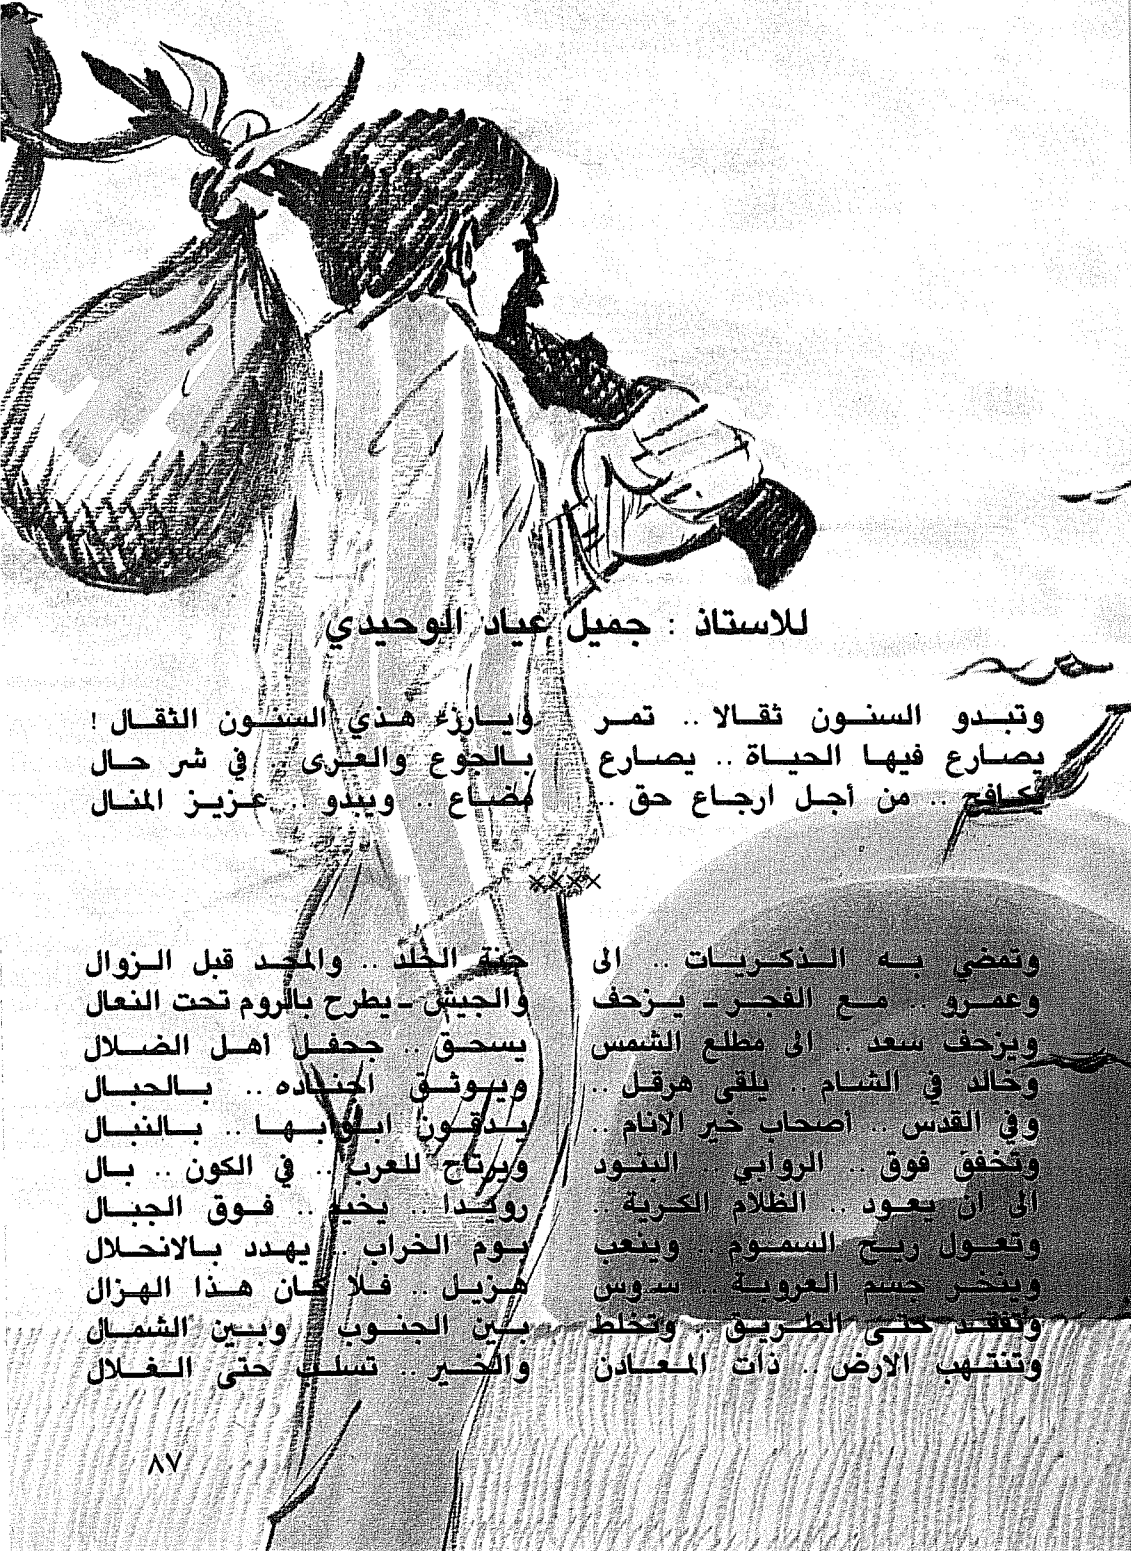 للاستاذ : جميل عياد الوحيدي
وتبدو السنون ثقالا .. تمر ويارزء هذي السنون الثقال !
يصارع فيها الحياة .. يصارع بالجوع والعرى .. في شر حال
يكافح .. من أجل ارجاع حق .. مضاع .. ويبدو .. عزيز المنال
××××
وتمضي به الذكريات .. الى جنة الخلد .. والمجد قبل الزوال
وعمرو .. مع الفجر ـ يزحف والجيش ـ يطرح بالروم تحت النعال
ويزحف سعد .. الى مطلع الشمس يسحق .. جحفل أهل الضلال
وخالد في الشام .. يلقى هرقل .. ويوثق اجناده .. بالحبال
وفي القدس .. أصحاب خير الانام .. يدقون ابوابها .. بالنبال
وتخفق فوق .. الروابي .. البنود ويرتاح للعرب .. في الكون .. بال
الى ان يعود .. الظلام الكرية .. رويدا .. يخيم .. فوق الجبال
وتعول ريح السموم .. وينعب بوم الخراب .. يهدد بالانحلال
وينخر جسم العروبة .. سوس هزيل .. فلا كان هذا الهزال
وتفقد حتى الطريق .. وتخلط بين الجنوب وبين الشمال
وتنتهب الارض .. ذات المعادن والخير .. تسلب حتى الغلال
٨٧